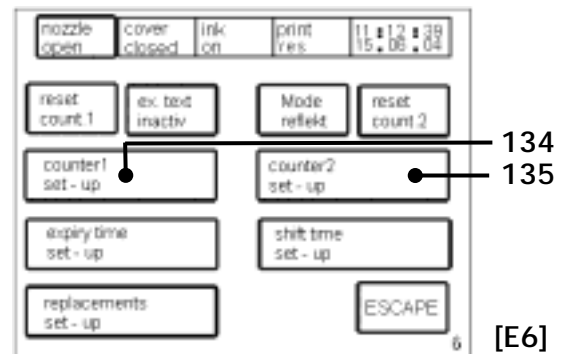 nozzle open cover closed ink on print yes 11:12:39 15.06.04
reset count.1 ex. text inactiv Mode reflekt reset count.2
134
counter1 set - up counter2 set - up
135
expiry time set - up shift time set - up
replacements set - up ESCAPE
6 [E6]